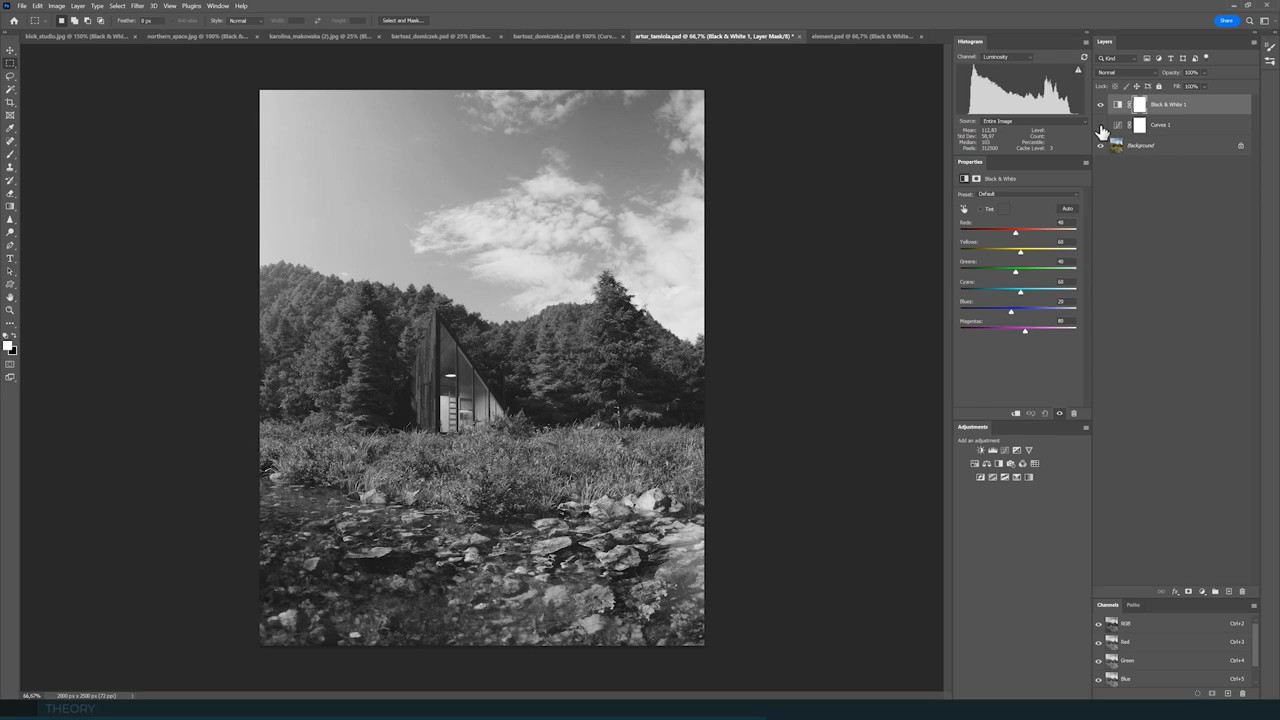 File Edit Image Layer Type Select Filter 3D View Plugins Window Help
Feather: 0 px Anti-alias Style: Normal Width: Height: Select and Mask... Share
blok_studio.jpg @ 150% (Black & Whi... × northern_space.jpg @ 100% (Black &... × karolina_makowska (2).jpg @ 25% (Bl... × bartosz_domiczek.psd @ 25% (Black... × bartosz_domiczek2.psd @ 100% (Curv... × artur_tamiola.psd @ 66,7% (Black & White 1, Layer Mask/8) * × element.psd @ 66,7% (Black & White... ×
Histogram
Channel: Luminosity
Source: Entire Image
Mean: 112,83 Level:
Std Dev: 58,97 Count:
Median: 103 Percentile:
Pixels: 312500 Cache Level: 3
Properties
Black & White
Preset: Default
Tint Auto
Reds: 40
Yellows: 60
Greens: 40
Cyans: 60
Blues: 20
Magentas: 80
Adjustments
Add an adjustment
Layers
Kind
Normal Opacity: 100%
Lock: Fill: 100%
Black & White 1
Curves 1
Background
Channels Paths
RGB Ctrl+2
Red Ctrl+3
Green Ctrl+4
Blue Ctrl+5
66,67% 2000 px x 2500 px (72 ppi)
THEORY